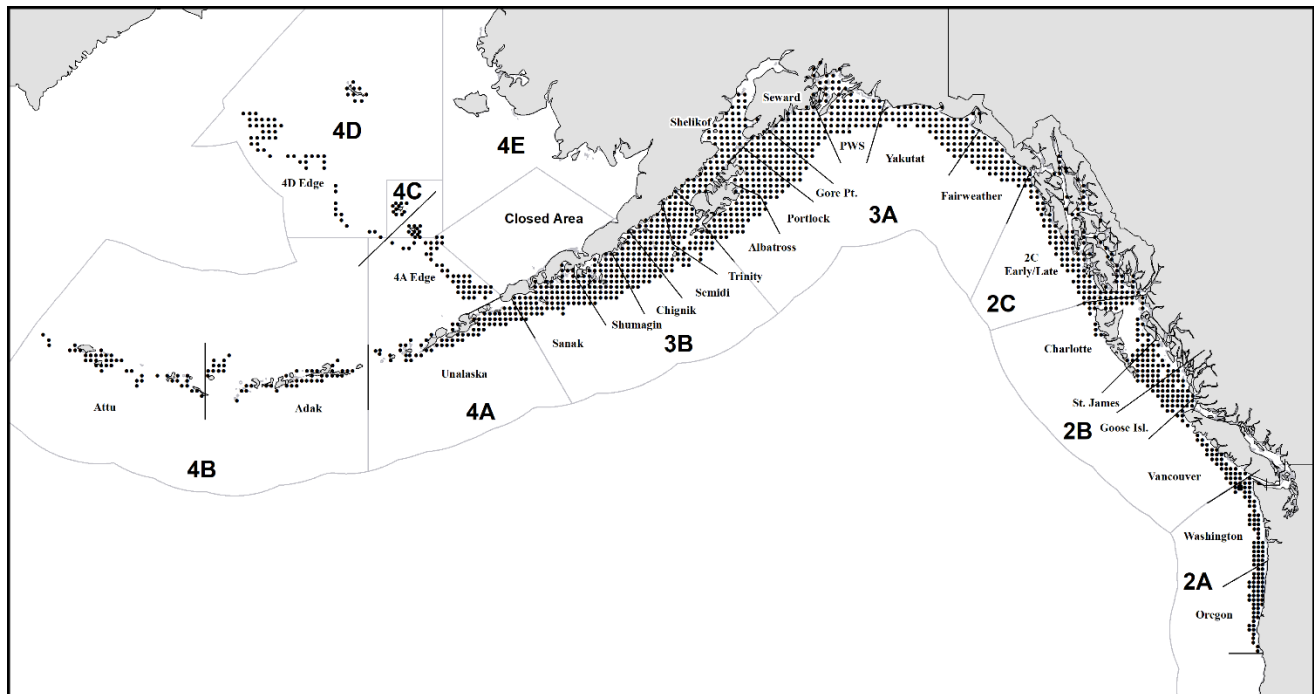 4D
4E
4D Edge
4C
Closed Area
4A Edge
Attu
4B
Adak
Unalaska
4A
Sanak
Shumagin
3B
Chignik
Semidi
Trinity
Albatross
Portlock
Gore Pt.
Shelikof
Seward
PWS
Yakutat
3A
Fairweather
2C
Early/Late
2C
Charlotte
St. James
2B
Goose Isl.
Vancouver
Washington
2A
Oregon